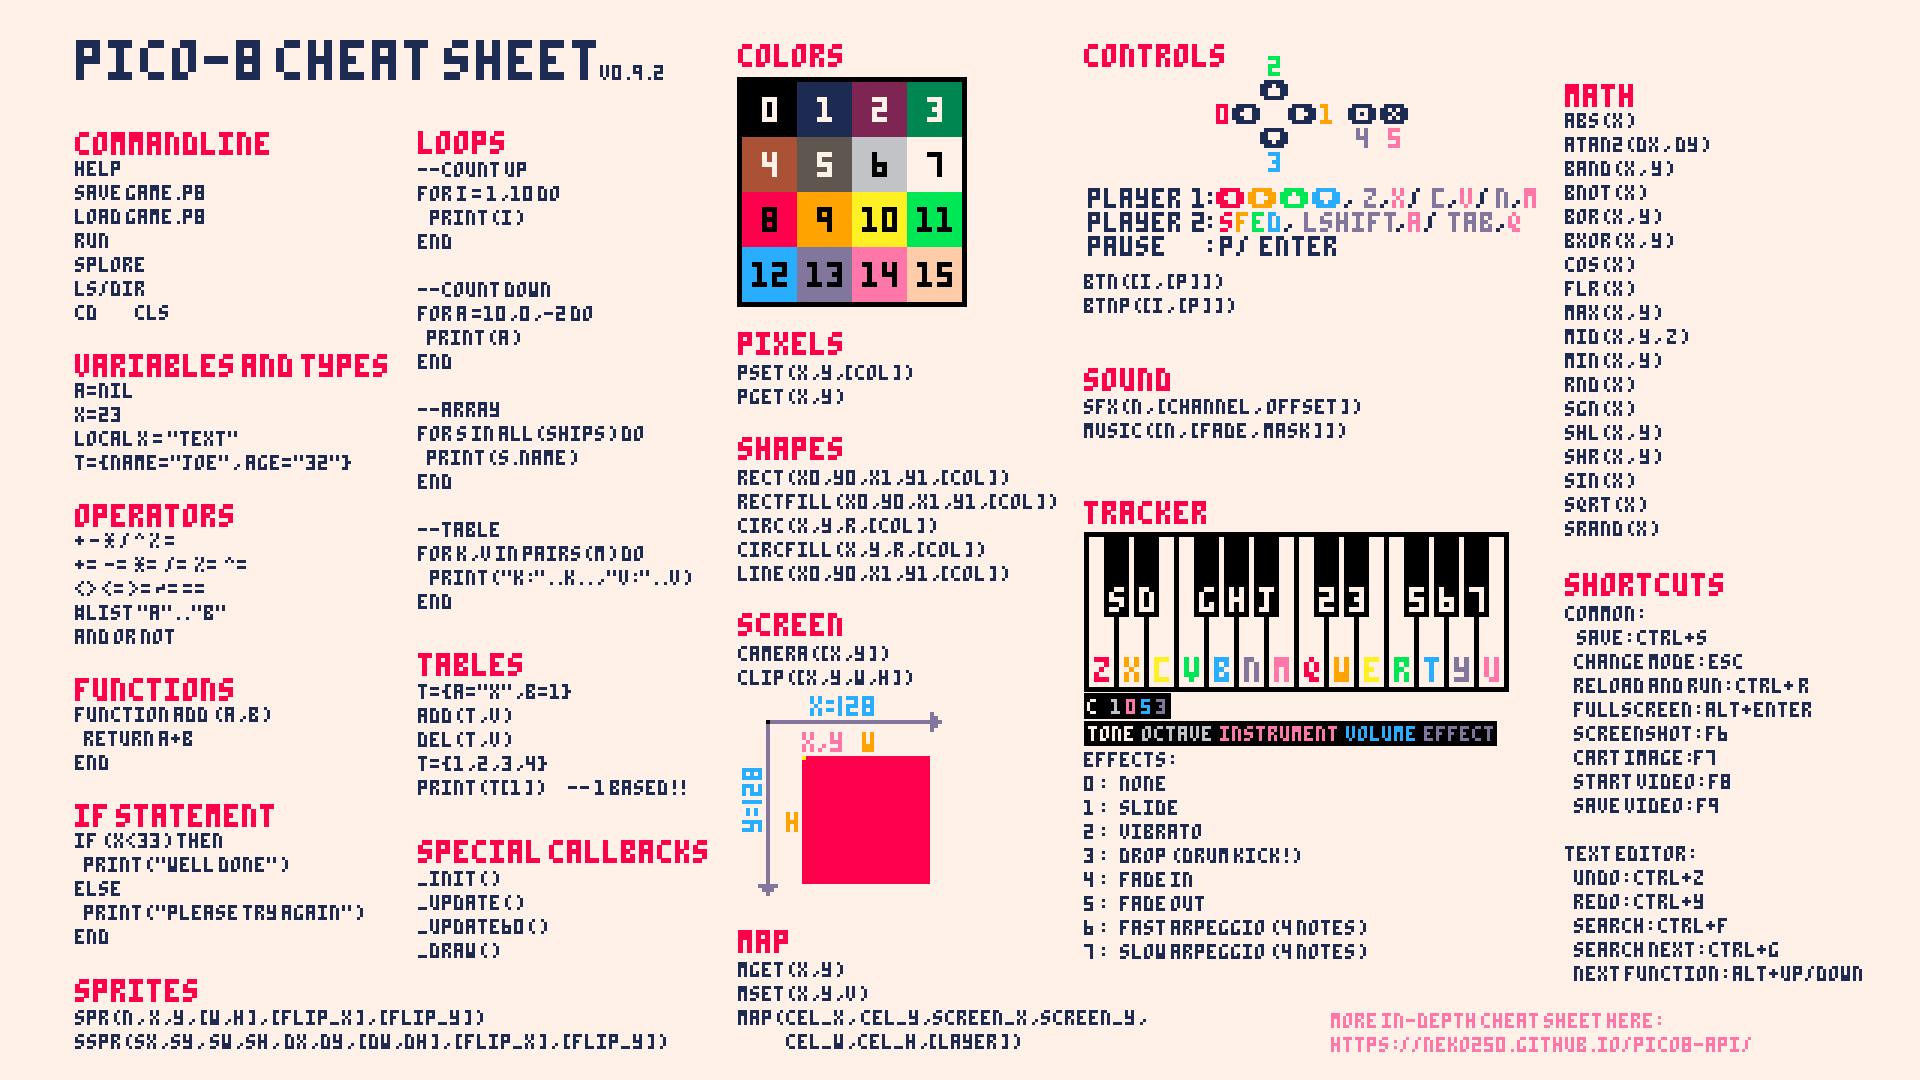 PICO-8 CHEAT SHEET V0.9.2
COMMANDLINE
HELP
SAVE GAME.P8
LOAD GAME.P8
RUN
SPLORE
LS/DIR
CD CLS
VARIABLES AND TYPES
A=NIL
X=23
LOCAL X="TEXT"
T={NAME="JOE",AGE="32"}
OPERATORS
+ - * / ^ % =
+= -= *= /= %= ^=
<> <= >= ~= ==
#LIST "A".."B"
AND OR NOT
FUNCTIONS
FUNCTION ADD (A,B)
RETURN A+B
END
IF STATEMENT
IF (X<33) THEN
PRINT("WELL DONE")
ELSE
PRINT("PLEASE TRY AGAIN")
END
SPRITES
SPR(N,X,Y,[W,H],[FLIP_X],[FLIP_Y])
SSPR(SX,SY,SW,SH,DX,DY,[DW,DH],[FLIP_X],[FLIP_Y])
LOOPS
--COUNT UP
FOR I=1,10 DO
PRINT(I)
END
--COUNT DOWN
FOR A=10,0,-2 DO
PRINT(A)
END
--ARRAY
FOR S IN ALL(SHIPS) DO
PRINT(S.NAME)
END
--TABLE
FOR K,V IN PAIRS(M) DO
PRINT("K:"..K..,"V:"..V)
END
TABLES
T={A="X",B=1}
ADD(T,V)
DEL(T,V)
T={1,2,3,4}
PRINT(T[1]) --1 BASED!!
SPECIAL CALLBACKS
_INIT()
_UPDATE()
_UPDATE60()
_DRAW()
COLORS
0 1 2 3
4 5 6 7
8 9 10 11
12 13 14 15
PIXELS
PSET(X,Y,[COL])
PGET(X,Y)
SHAPES
RECT(X0,Y0,X1,Y1,[COL])
RECTFILL(X0,Y0,X1,Y1,[COL])
CIRC(X,Y,R,[COL])
CIRCFILL(X,Y,R,[COL])
LINE(X0,Y0,X1,Y1,[COL])
SCREEN
CAMERA([X,Y])
CLIP([X,Y,W,H])
X=128
X,Y W
Y=128
H
MAP
MGET(X,Y)
MSET(X,Y,V)
MAP(CEL_X,CEL_Y,SCREEN_X,SCREEN_Y,
CEL_W,CEL_H,[LAYER])
CONTROLS
2
0 1
4 5
3
PLAYER 1: , Z,X/ C,V/ N,M
PLAYER 2:SFED, LSHIFT,A/ TAB,Q
PAUSE :P/ ENTER
BTN([I,[P]])
BTNP([I,[P]])
SOUND
SFX(N,[CHANNEL,OFFSET])
MUSIC([N,[FADE,MASK]])
TRACKER
S D G H J 2 3 5 6 7
Z X C V B N M Q W E R T Y U
C 1053
TONE OCTAVE INSTRUMENT VOLUME EFFECT
EFFECTS:
0: NONE
1: SLIDE
2: VIBRATO
3: DROP (DRUM KICK!)
4: FADE IN
5: FADE OUT
6: FAST ARPEGGIO (4 NOTES)
7: SLOW ARPEGGIO (4 NOTES)
MATH
ABS(X)
ATAN2(DX,DY)
BAND(X,Y)
BNOT(X)
BOR(X,Y)
BXOR(X,Y)
COS(X)
FLR(X)
MAX(X,Y)
MID(X,Y,Z)
MIN(X,Y)
RND(X)
SGN(X)
SHL(X,Y)
SHR(X,Y)
SIN(X)
SQRT(X)
SRAND(X)
SHORTCUTS
COMMON:
SAVE:CTRL+S
CHANGE MODE:ESC
RELOAD AND RUN:CTRL+R
FULLSCREEN:ALT+ENTER
SCREENSHOT:F6
CART IMAGE:F7
START VIDEO:F8
SAVE VIDEO:F9
TEXT EDITOR:
UNDO:CTRL+Z
REDO:CTRL+Y
SEARCH:CTRL+F
SEARCH NEXT:CTRL+G
NEXT FUNCTION:ALT+UP/DOWN
MORE IN-DEPTH CHEAT SHEET HERE:
HTTPS://NEKO250.GITHUB.IO/PICO8-API/